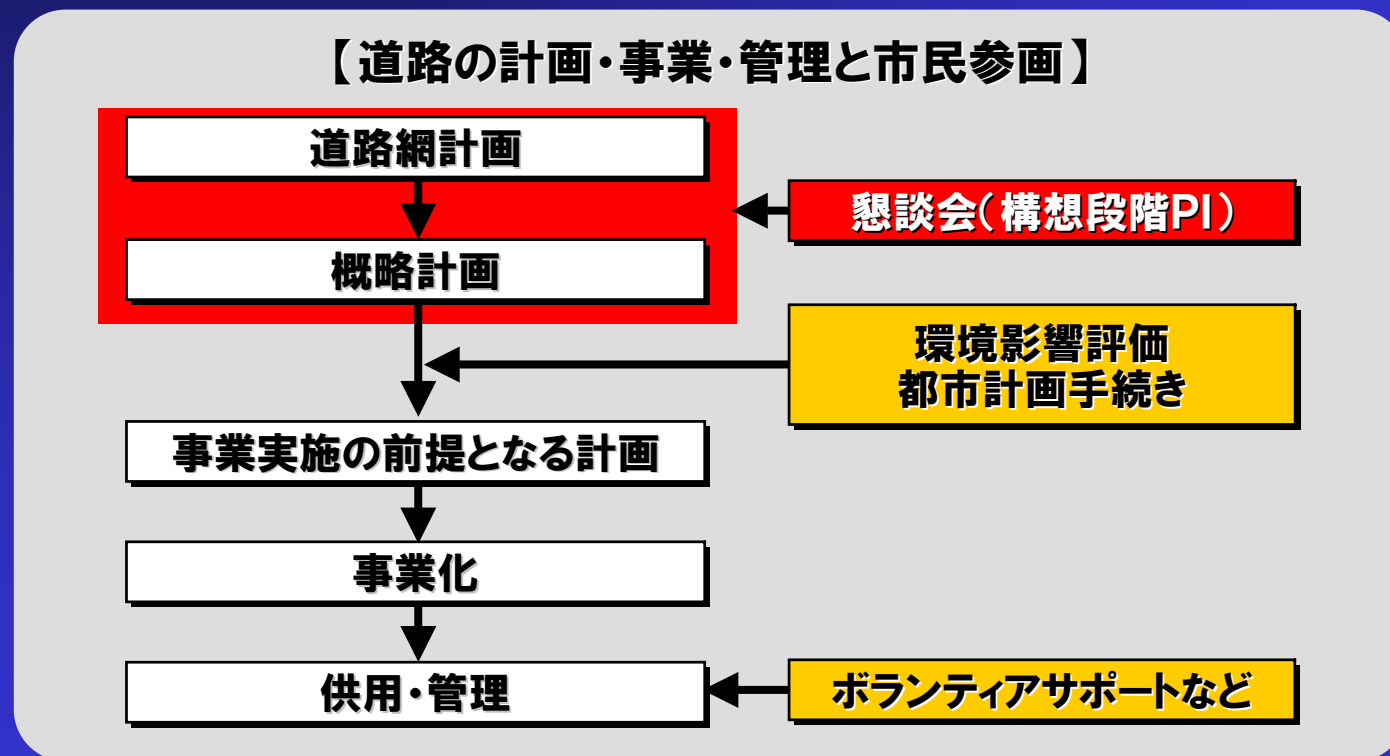 【道路の計画・事業・管理と市民参画】
道路網計画
懇談会(構想段階PI)
概略計画
環境影響評価
都市計画手続き
事業実施の前提となる計画
事業化
供用・管理
ボランティアサポートなど